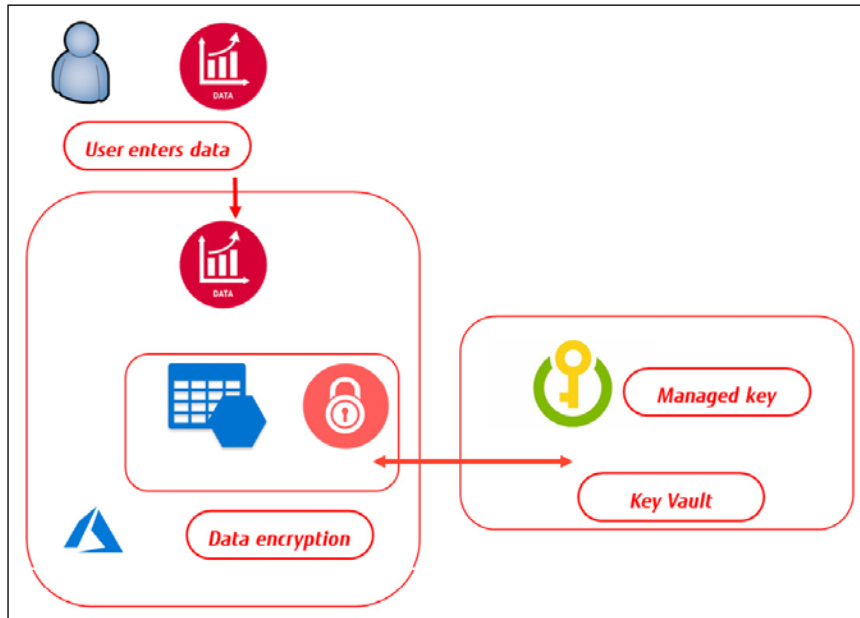 DATA
User enters data
DATA
Managed key
Key Vault
Data encryption